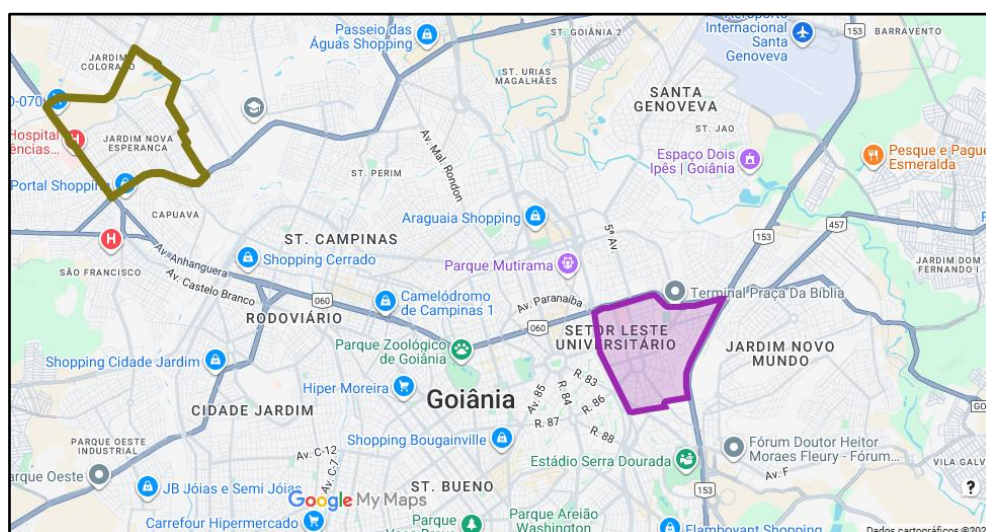 Aeroporto
Internacional
Santa
Genoveva
153
BARRAVENTO
Passeio das
Águas Shopping
ST. GOIÂNIA 2
JARDIM
COLORADO
ST. URIAS
MAGALHÃES
SANTA
GENOVEVA
O-070
Hospital
ências...
JARDIM NOVA
ESPERANCA
Av. Mal. Rondon
ST. JAO
Espaço Dois
Ipês | Goiânia
Pesque e Pague
Esmeralda
Portal Shopping
ST. PERIM
CAPUAVA
Araguaia Shopping
5ª Av
457
153
ST. CAMPINAS
SÃO FRANCISCO
Av. Anhanguera
Shopping Cerrado
Parque Mutirama
JARDIM DOM
FERNANDO I
Av. Castelo Branco
060
Camelódromo
de Campinas 1
Av. Paranaíba
Terminal Praça Da Bíblia
RODOVIÁRIO
060
SETOR LESTE
UNIVERSITÁRIO
Parque Zoológico
de Goiânia
JARDIM NOVO
MUNDO
Shopping Cidade Jardim
Hiper Moreira
R. 83
Av. 85
R. 84
R. 86
Goiânia
CIDADE JARDIM
R. 87
R. 88
Shopping Bougainville
PARQUE OESTE
INDUSTRIAL
Fórum Doutor Heitor
Moraes Fleury - Fórum...
Av. C-12
Estádio Serra Dourada
VILA GALV
arque Oeste
Av. C-7
Av. F
GO
JB Jóias e Semi Jóias
ST. BUENO
153
?
Google My Maps
Carrefour Hipermercado
Parque
Parque Areião
Washington
Flamboyant Shopping